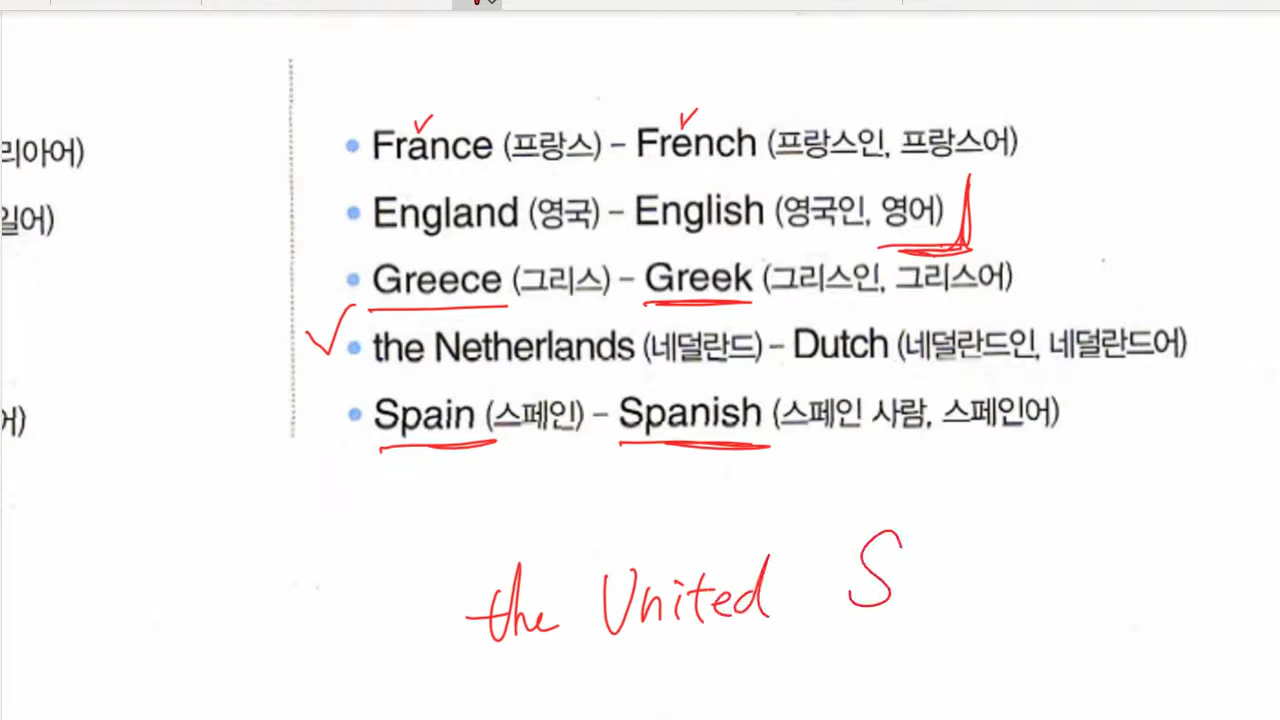 리아어)
• France (프랑스) – French (프랑스인, 프랑스어)
일어)
• England (영국) – English (영국인, 영어)
• Greece (그리스) – Greek (그리스인, 그리스어)
• the Netherlands (네덜란드) – Dutch (네덜란드인, 네덜란드어)
어)
• Spain (스페인) – Spanish (스페인 사람, 스페인어)
the United S